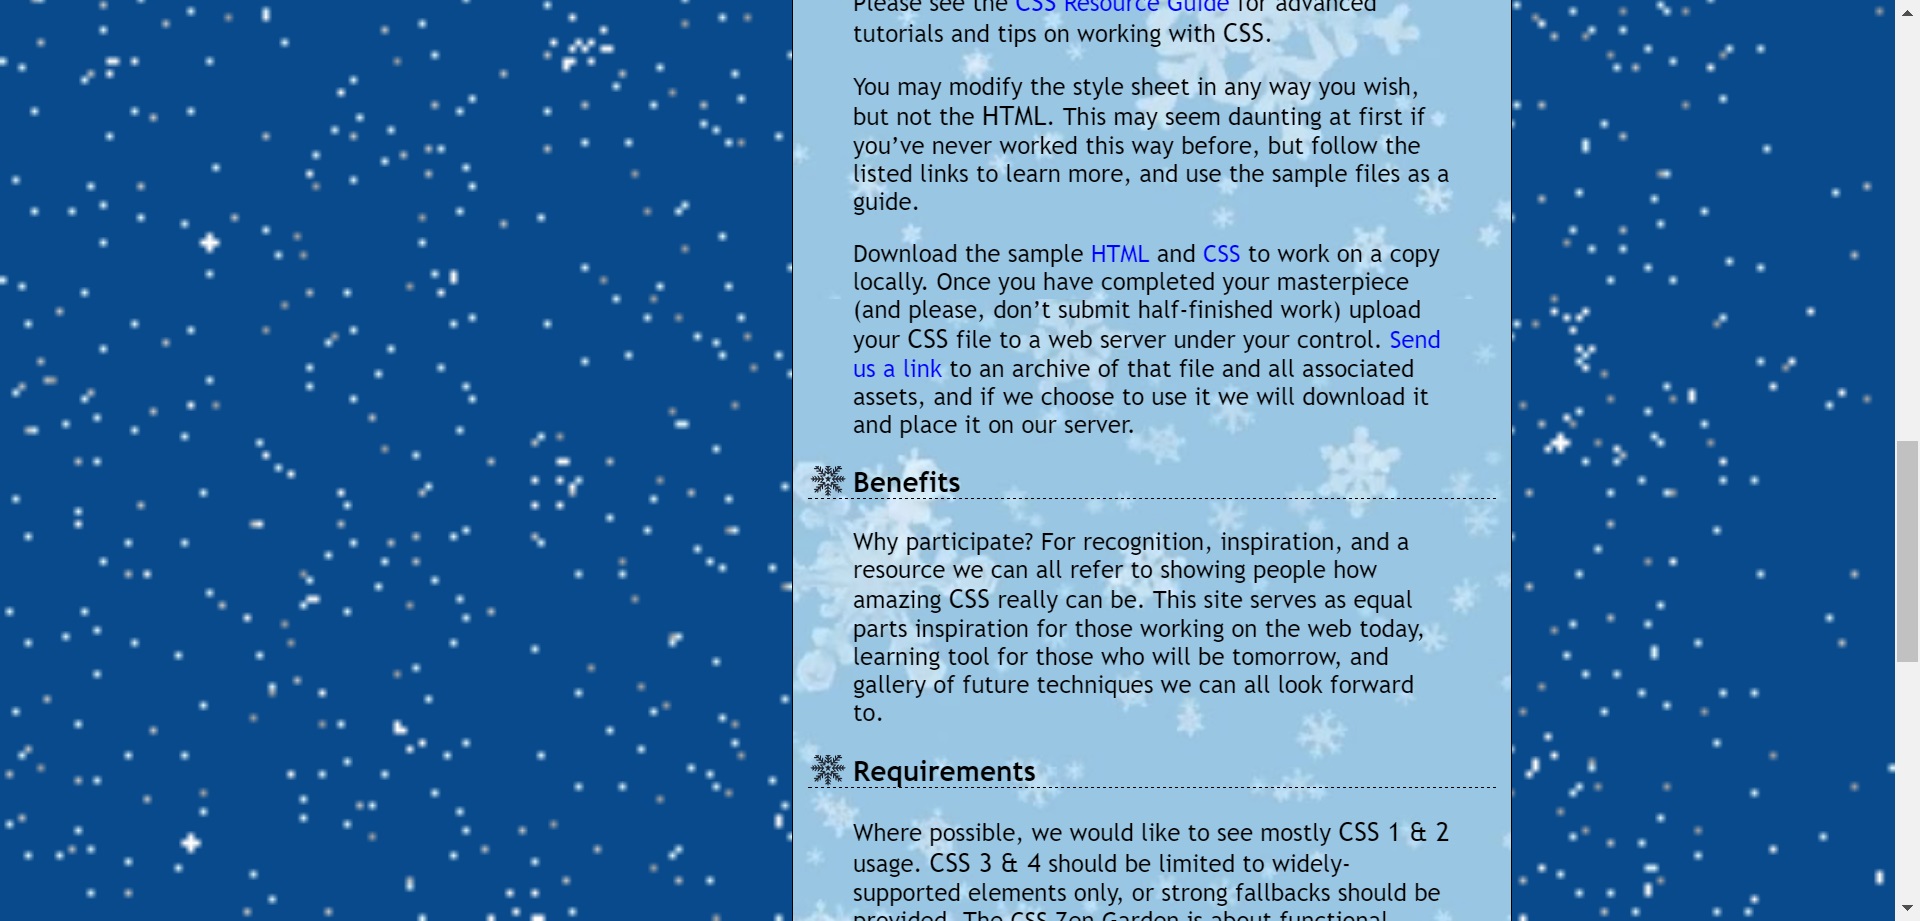 Please see the CSS Resource Guide for advanced
tutorials and tips on working with CSS.
You may modify the style sheet in any way you wish,
but not the HTML. This may seem daunting at first if
you’ve never worked this way before, but follow the
listed links to learn more, and use the sample files as a
guide.
Download the sample HTML and CSS to work on a copy
locally. Once you have completed your masterpiece
(and please, don’t submit half-finished work) upload
your CSS file to a web server under your control. Send
us a link to an archive of that file and all associated
assets, and if we choose to use it we will download it
and place it on our server.
Benefits
Why participate? For recognition, inspiration, and a
resource we can all refer to showing people how
amazing CSS really can be. This site serves as equal
parts inspiration for those working on the web today,
learning tool for those who will be tomorrow, and
gallery of future techniques we can all look forward
to.
Requirements
Where possible, we would like to see mostly CSS 1 & 2
usage. CSS 3 & 4 should be limited to widely-
supported elements only, or strong fallbacks should be
provided. The CSS Zen Garden is about functional